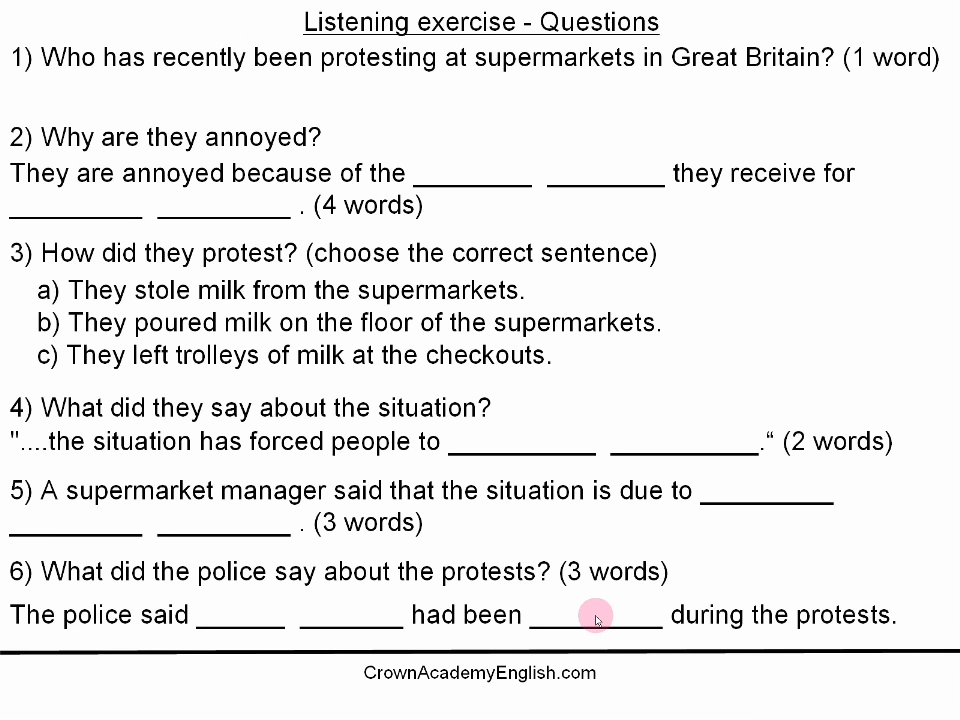 Listening exercise - Questions
1) Who has recently been protesting at supermarkets in Great Britain? (1 word)
2) Why are they annoyed?
They are annoyed because of the ________ ________ they receive for
_________ _________ . (4 words)
3) How did they protest? (choose the correct sentence)
a) They stole milk from the supermarkets.
b) They poured milk on the floor of the supermarkets.
c) They left trolleys of milk at the checkouts.
4) What did they say about the situation?
"....the situation has forced people to __________ __________.“ (2 words)
5) A supermarket manager said that the situation is due to _________
_________ _________ . (3 words)
6) What did the police say about the protests? (3 words)
The police said ______ _______ had been _________ during the protests.
CrownAcademyEnglish.com